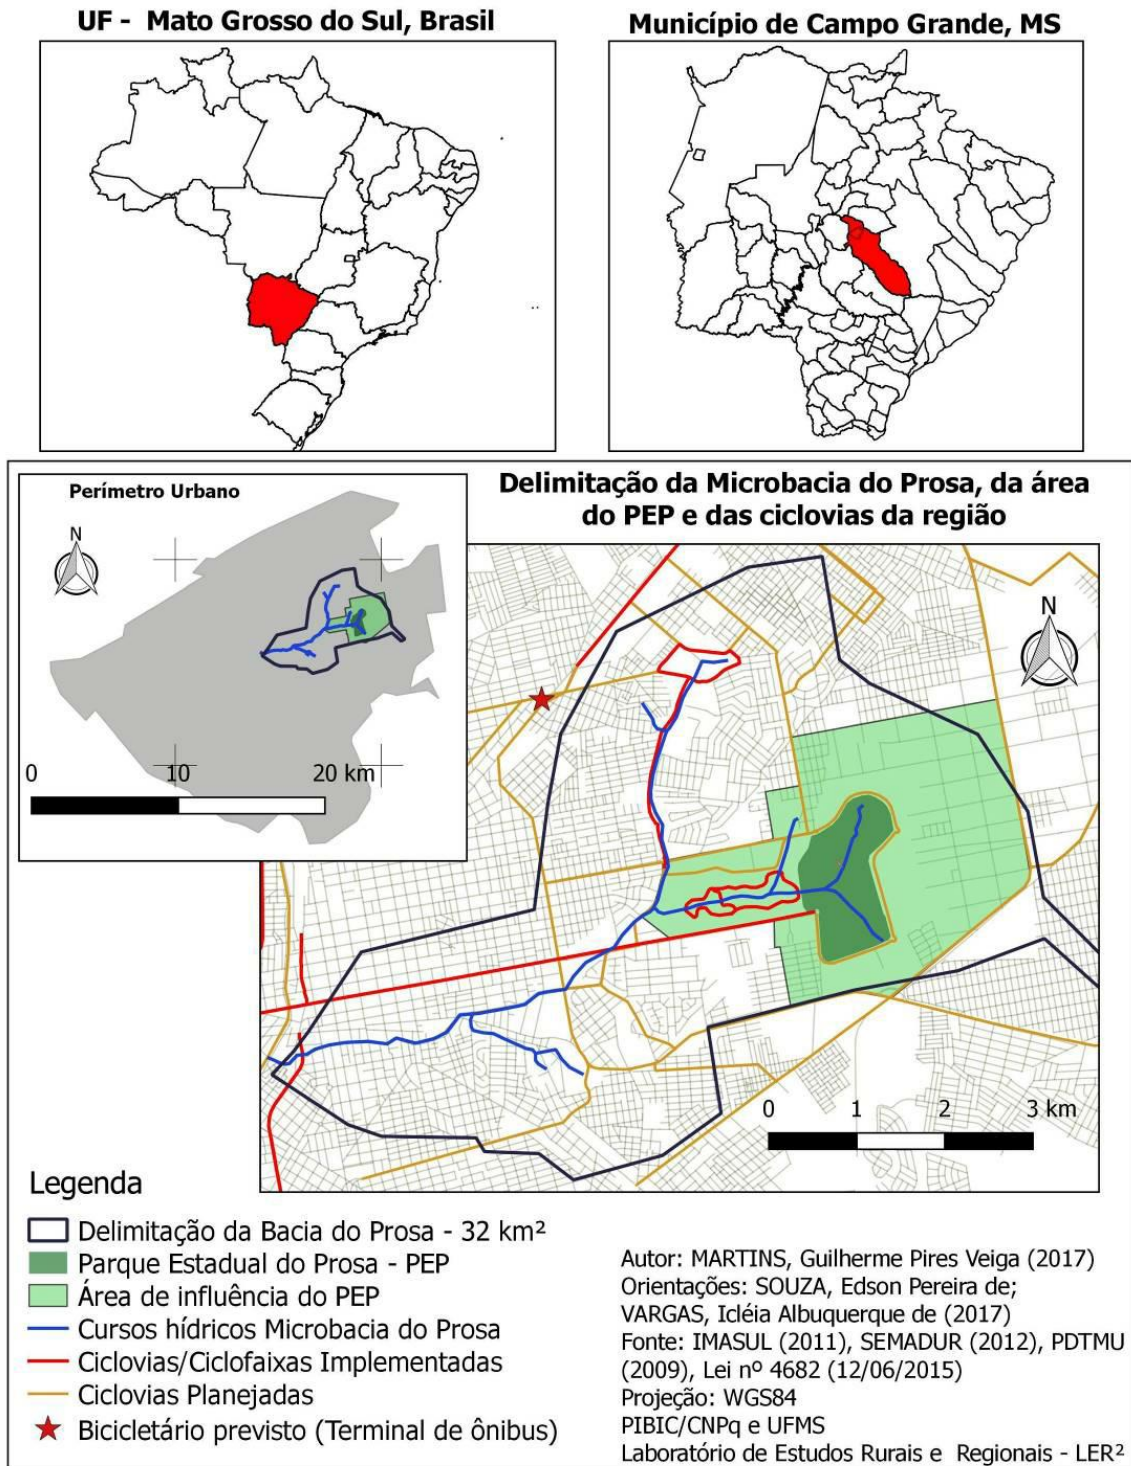 UF - Mato Grosso do Sul, Brasil
Município de Campo Grande, MS
Perímetro Urbano
N
0 10 20 km
Delimitação da Microbacia do Prosa, da área
do PEP e das ciclovias da região
N
0 1 2 3 km
Legenda
Delimitação da Bacia do Prosa - 32 km²
Parque Estadual do Prosa - PEP
Área de influência do PEP
Cursos hídricos Microbacia do Prosa
Ciclovias/Ciclofaixas Implementadas
Ciclovias Planejadas
Bicicletário previsto (Terminal de ônibus)
Autor: MARTINS, Guilherme Pires Veiga (2017)
Orientações: SOUZA, Edson Pereira de;
VARGAS, Icléia Albuquerque de (2017)
Fonte: IMASUL (2011), SEMADUR (2012), PDTMU
(2009), Lei nº 4682 (12/06/2015)
Projeção: WGS84
PIBIC/CNPq e UFMS
Laboratório de Estudos Rurais e Regionais - LER²